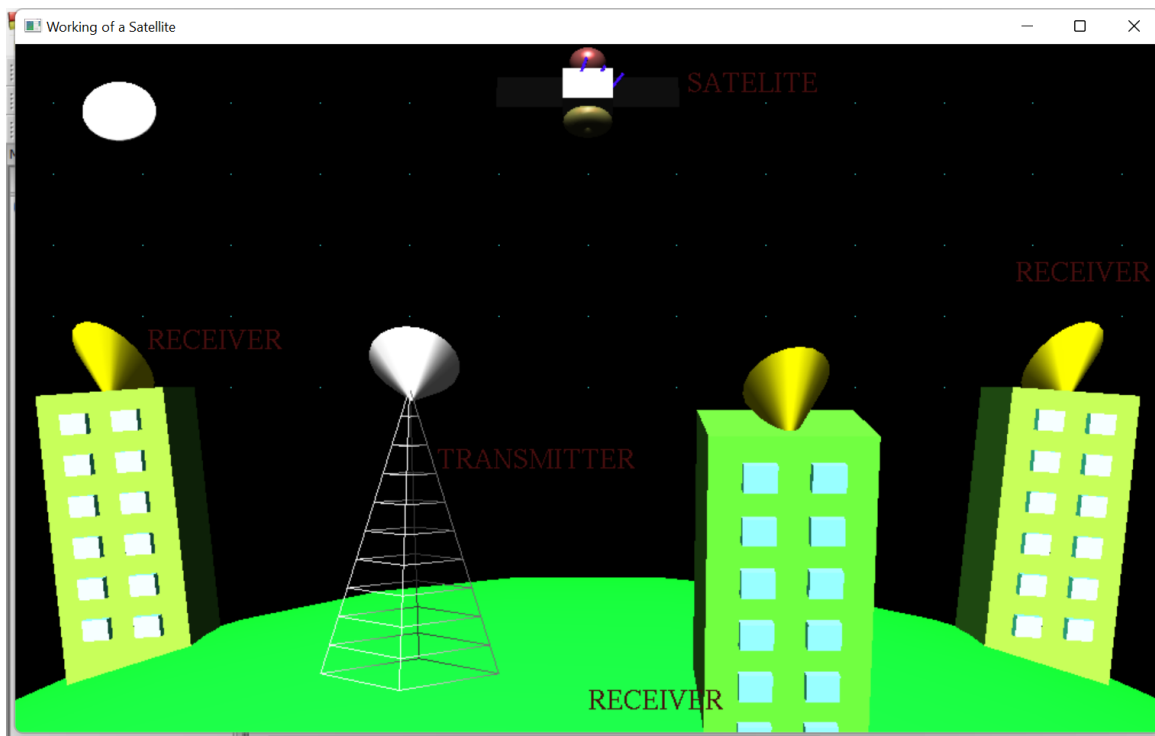 Working of a Satellite
SATELITE
RECEIVER
RECEIVER
TRANSMITTER
RECEIVER